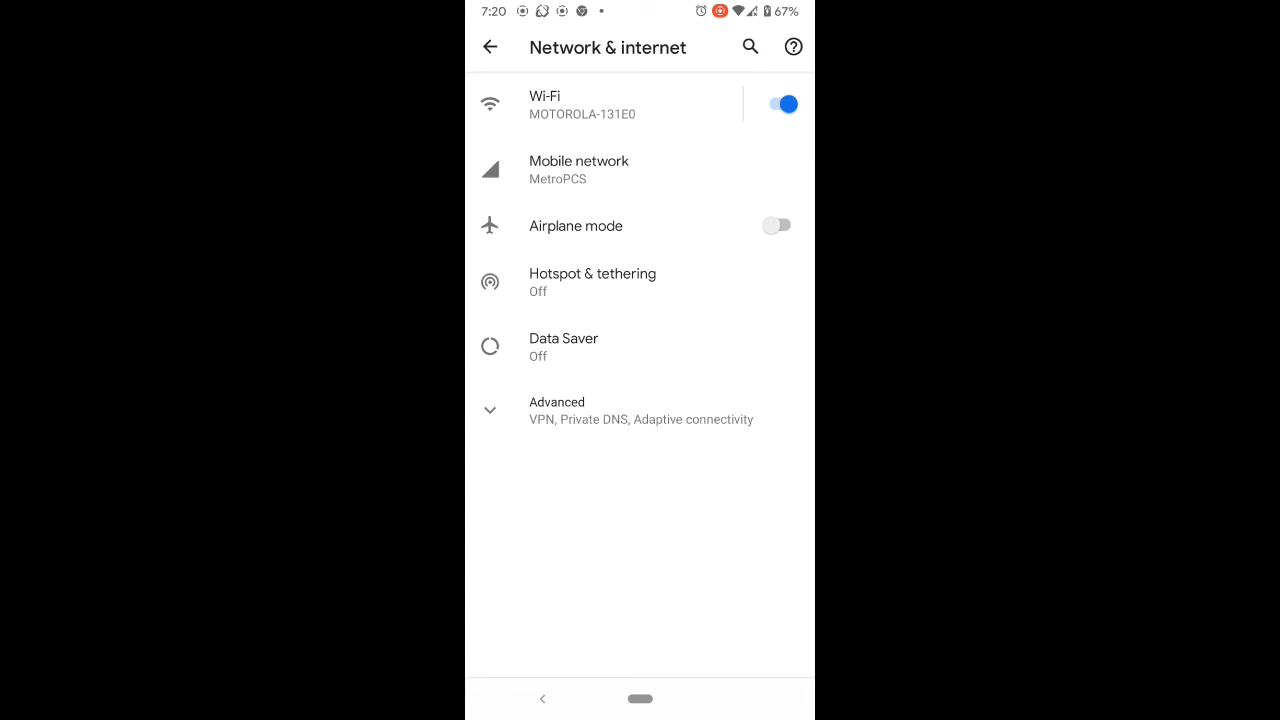 7:20 67%
Network & internet
Wi-Fi
MOTOROLA-131E0
Mobile network
MetroPCS
Airplane mode
Hotspot & tethering
Off
Data Saver
Off
Advanced
VPN, Private DNS, Adaptive connectivity